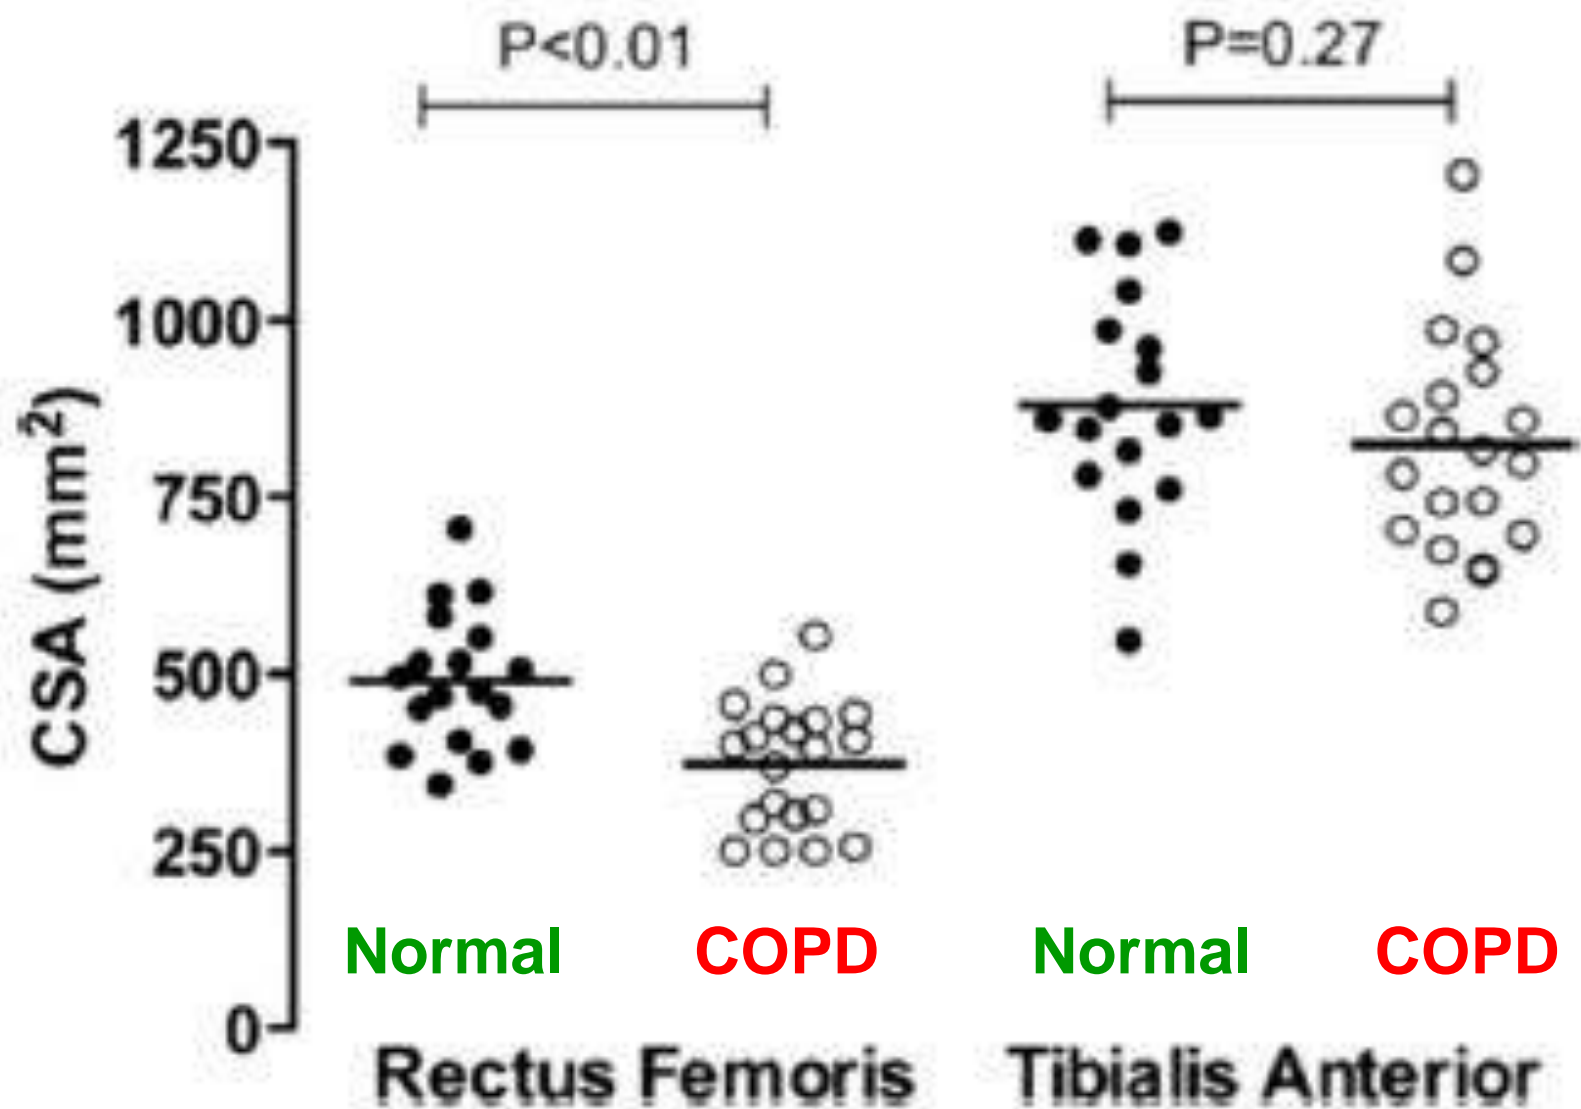 P<0.01
P=0.27
1250
1000
750
500
250
0
CSA (mm²)
Normal
COPD
Normal
COPD
Rectus Femoris
Tibialis Anterior